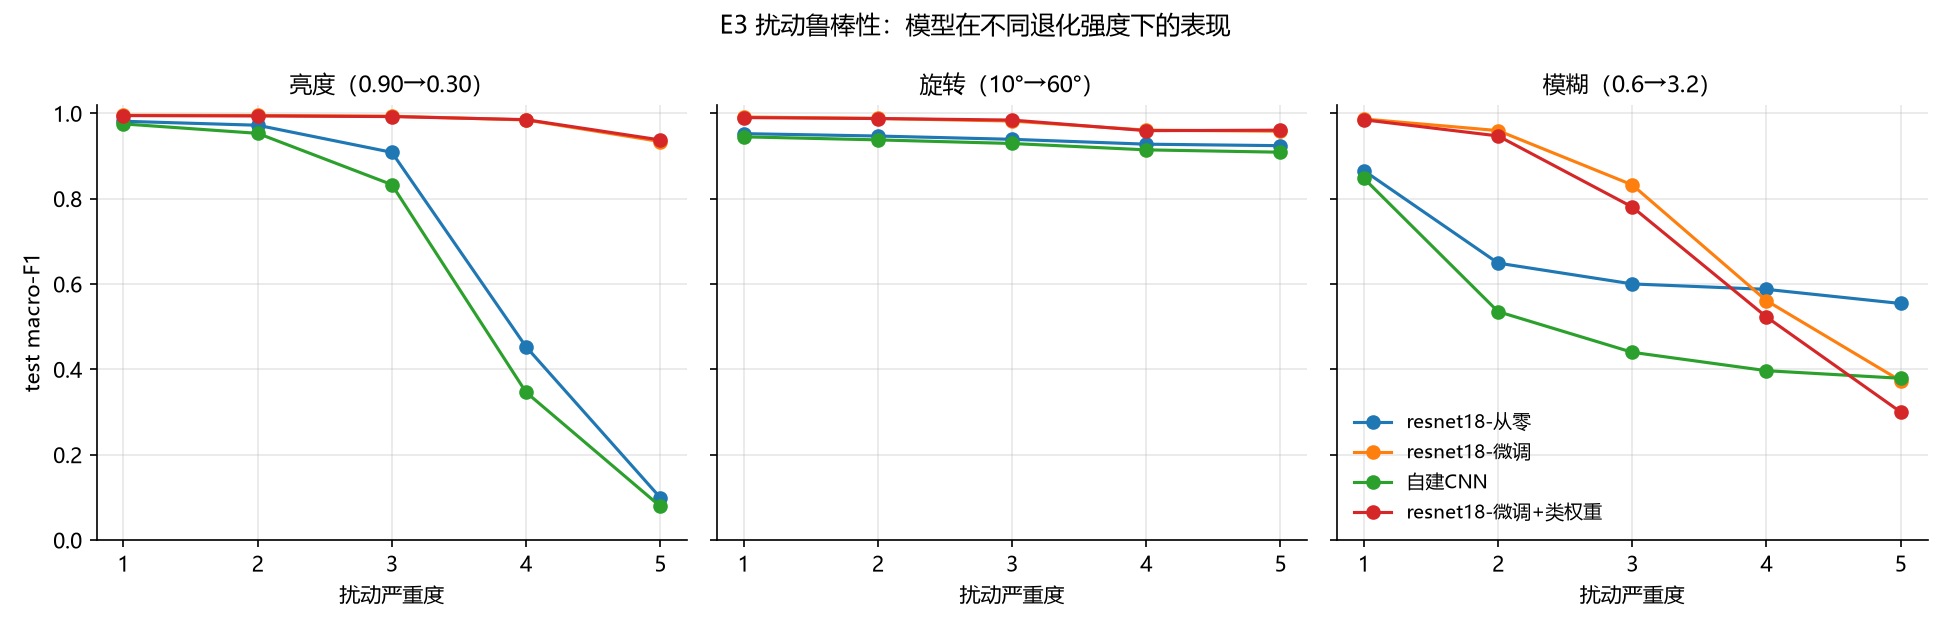 E3 扰动鲁棒性：模型在不同退化强度下的表现
亮度（0.90→0.30）
旋转（10°→60°）
模糊（0.6→3.2）
test macro-F1
1.0
0.8
0.6
0.4
0.2
0.0
1 2 3 4 5
扰动严重度
1 2 3 4 5
扰动严重度
resnet18-从零
resnet18-微调
自建CNN
resnet18-微调+类权重
1 2 3 4 5
扰动严重度